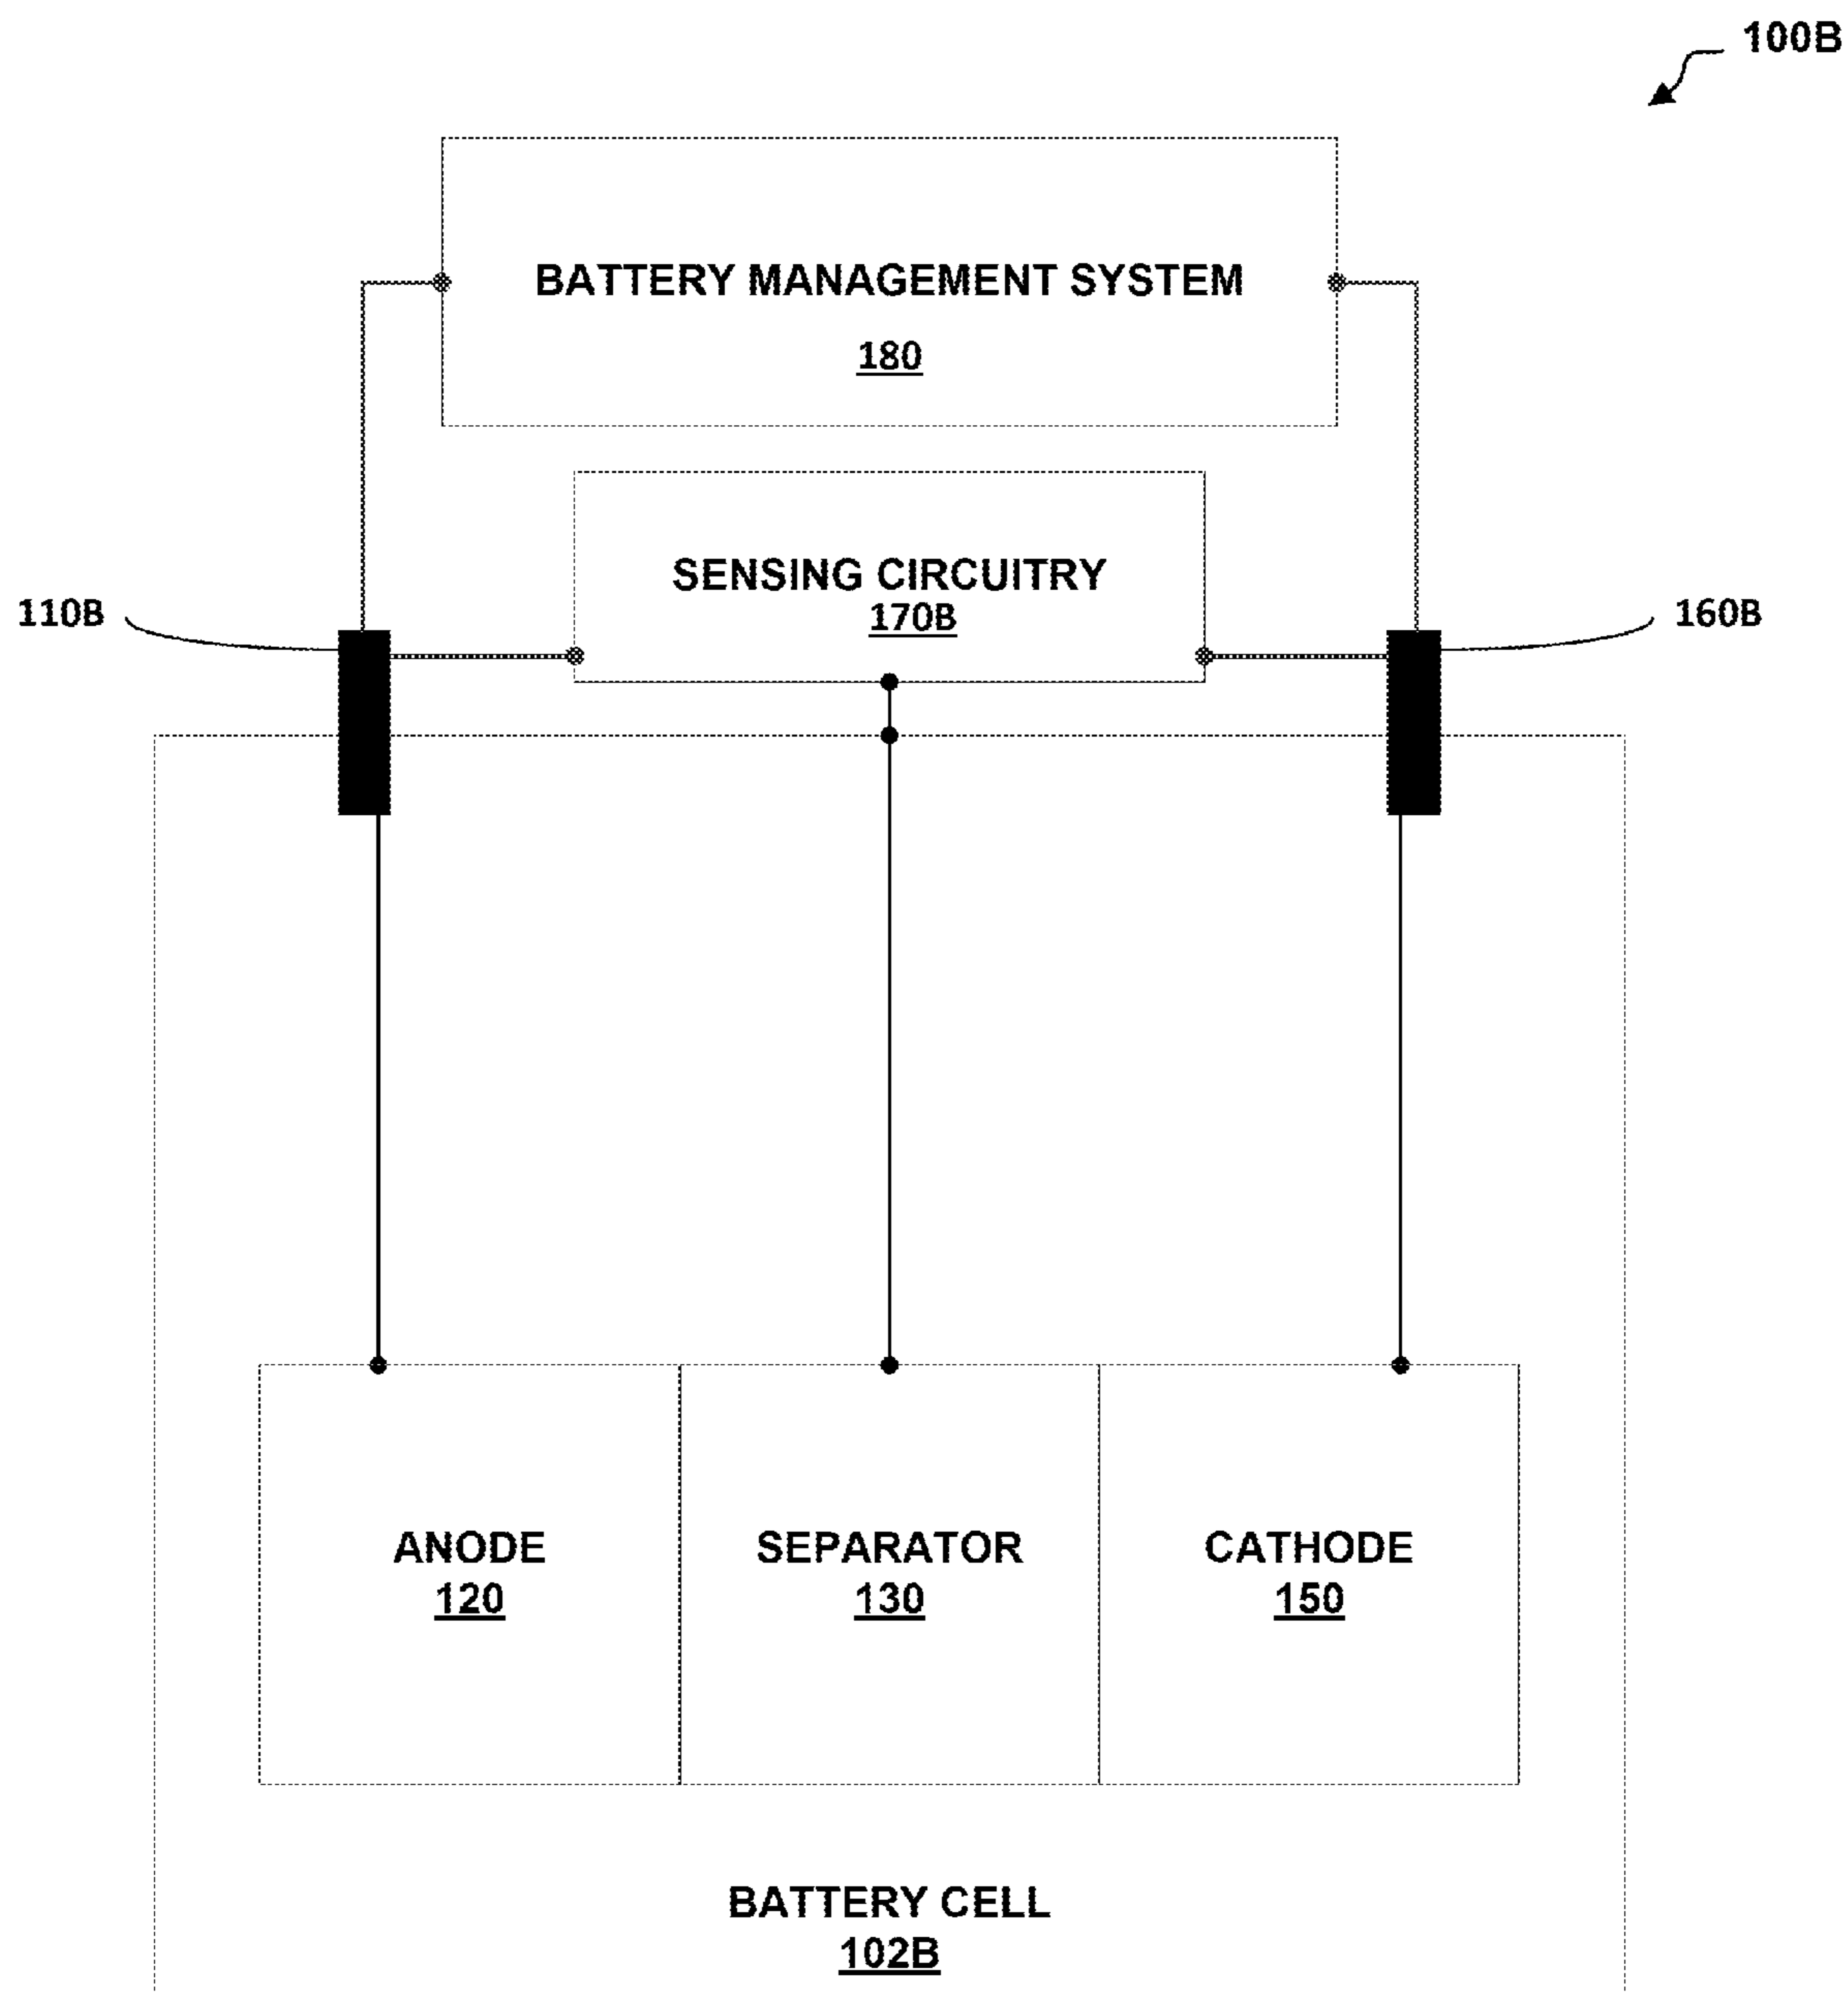 100B
BATTERY MANAGEMENT SYSTEM
180
SENSING CIRCUITRY
170B
110B
160B
ANODE
120
SEPARATOR
130
CATHODE
150
BATTERY CELL
102B